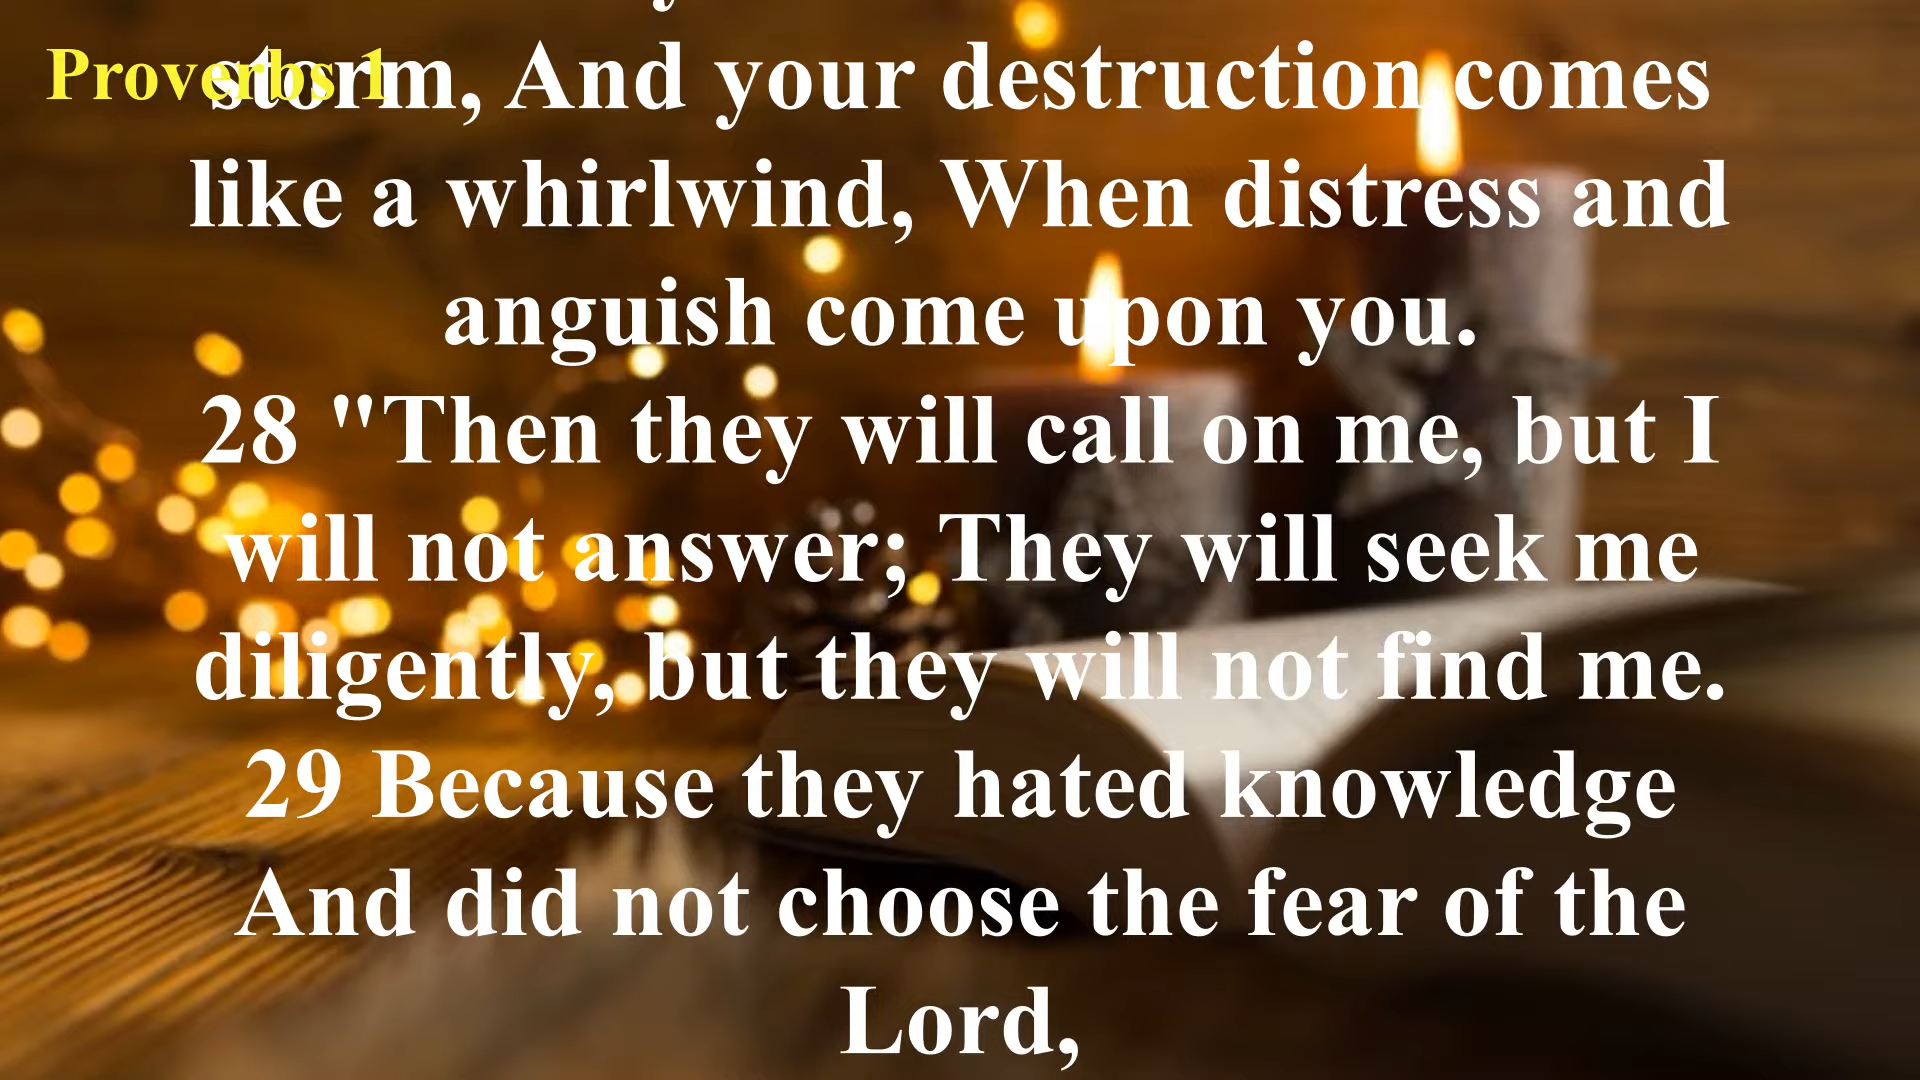 Proverbs 1
storm, And your destruction comes
like a whirlwind, When distress and
anguish come upon you.
28 "Then they will call on me, but I
will not answer; They will seek me
diligently, but they will not find me.
29 Because they hated knowledge
And did not choose the fear of the
Lord,